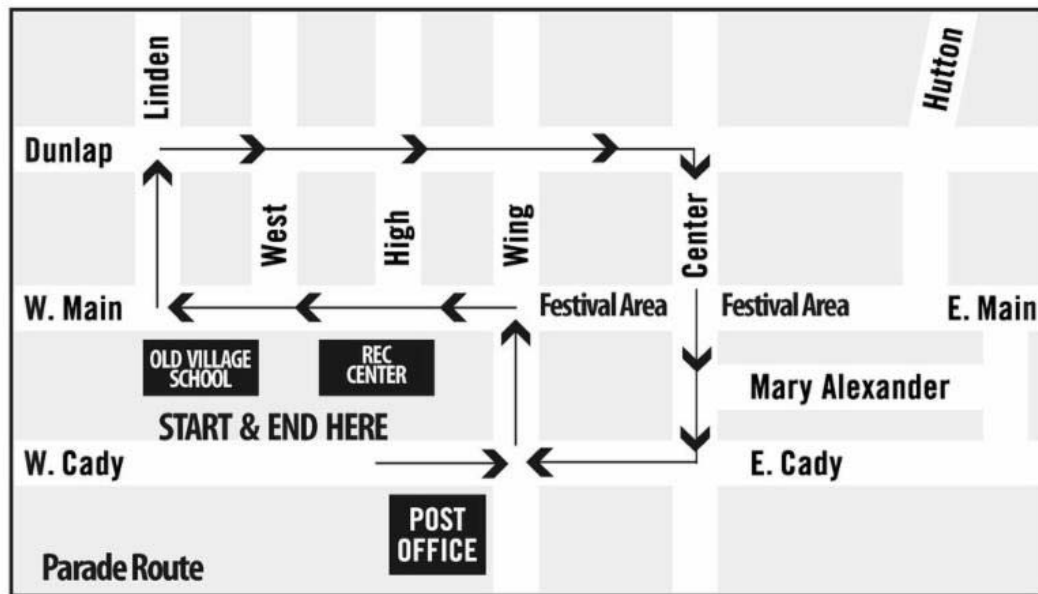 Linden
Hutton
Dunlap
West
High
Wing
Center
W. Main
Festival Area
Festival Area
E. Main
OLD VILLAGE
SCHOOL
REC
CENTER
Mary Alexander
START & END HERE
W. Cady
E. Cady
POST
OFFICE
Parade Route